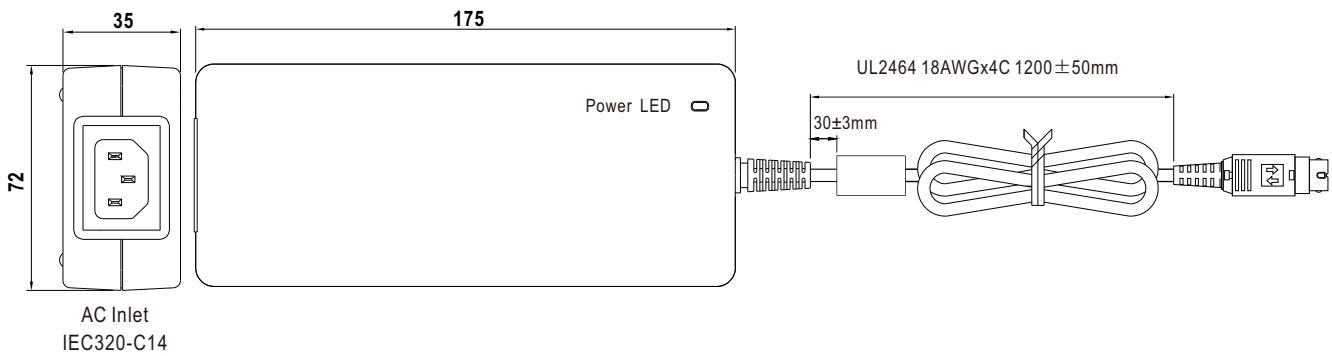 35
175
UL2464 18AWGx4C 1200±50mm
Power LED
30±3mm
72
AC Inlet
IEC320-C14